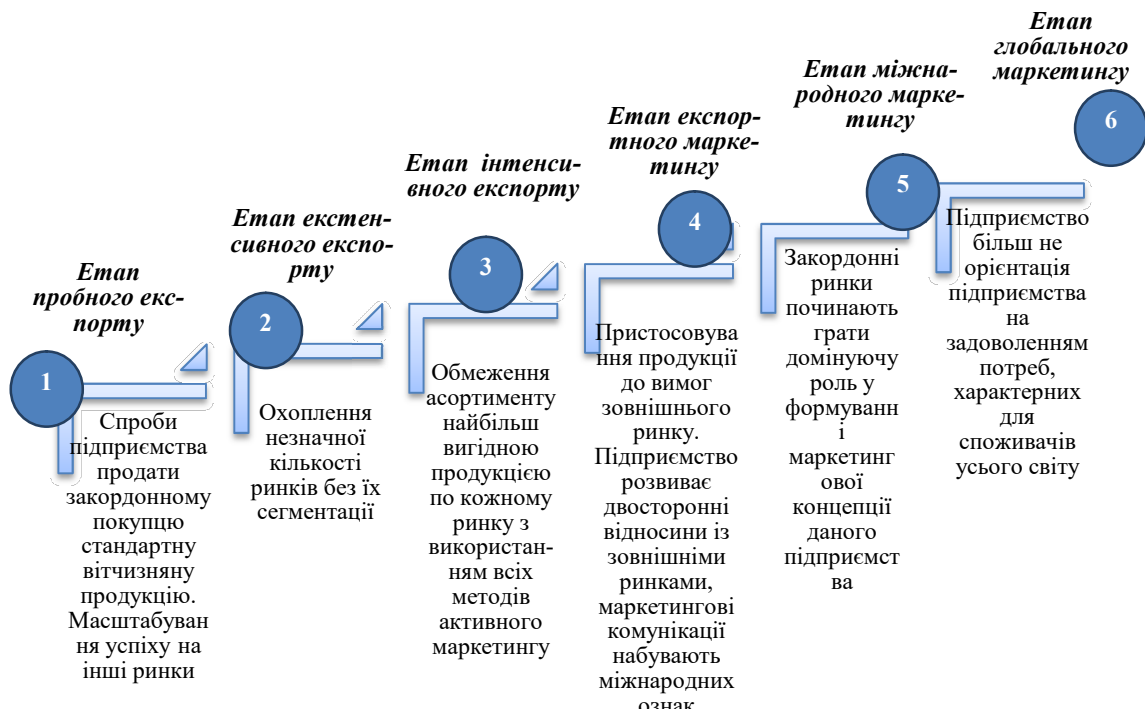 Етап
пробного екс-
порту
1
Спроби
підприємства
продати
закордонному
покупцю
стандартну
вітчизняну
продукцію.
Масштабуван
ня успіху на
інші ринки
Етап екстен-
сивного експо-
рту
2
Охоплення
незначної
кількості
ринків без їх
сегментації
Етап інтенси-
вного експорту
3
Обмеження
асортименту
найбільш
вигідною
продукцією
по кожному
ринку з
використан-
ням всіх
методів
активного
маркетингу
Етап експор-
тного марке-
тингу
4
Пристосовува
ння продукції
до вимог
зовнішнього
ринку.
Підприємство
розвиває
двосторонні
відносини із
зовнішніми
ринками,
маркетингові
комунікації
набувають
міжнародних
ознак
Етап міжна-
родного марке-
тингу
5
Закордонні
ринки
починають
грати
домінуючу
роль у
формуванн
і
маркетинг
ової
концепції
даного
підприємст
ва
Етап
глобального
маркетингу
6
Підприємство
більш не
орієнтація
підприємства
на
задоволенням
потреб,
характерних
для
споживачів
усього світу